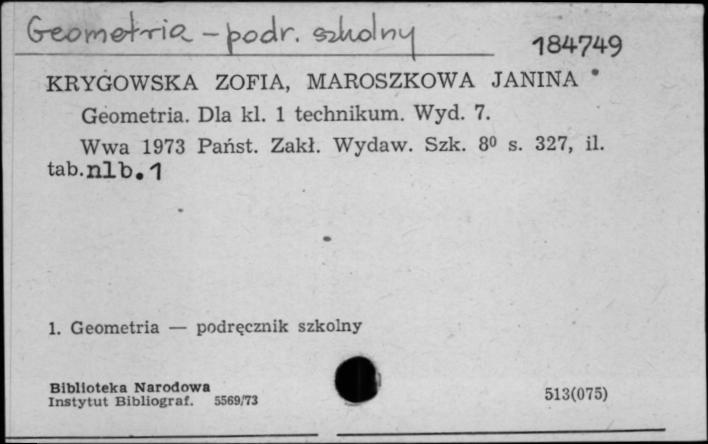 Geometria - podr. szkolny
184749
KRYGOWSKA ZOFIA, MAROSZKOWA JANINA
Geometria. Dla kl. 1 technikum. Wyd. 7.
Wwa 1973 Państ. Zakł. Wydaw. Szk. 8⁰ s. 327, il.
tab.nlb.1
1. Geometria — podręcznik szkolny
Biblioteka Narodowa
Instytut Bibliograf. 5569/73
513(075)